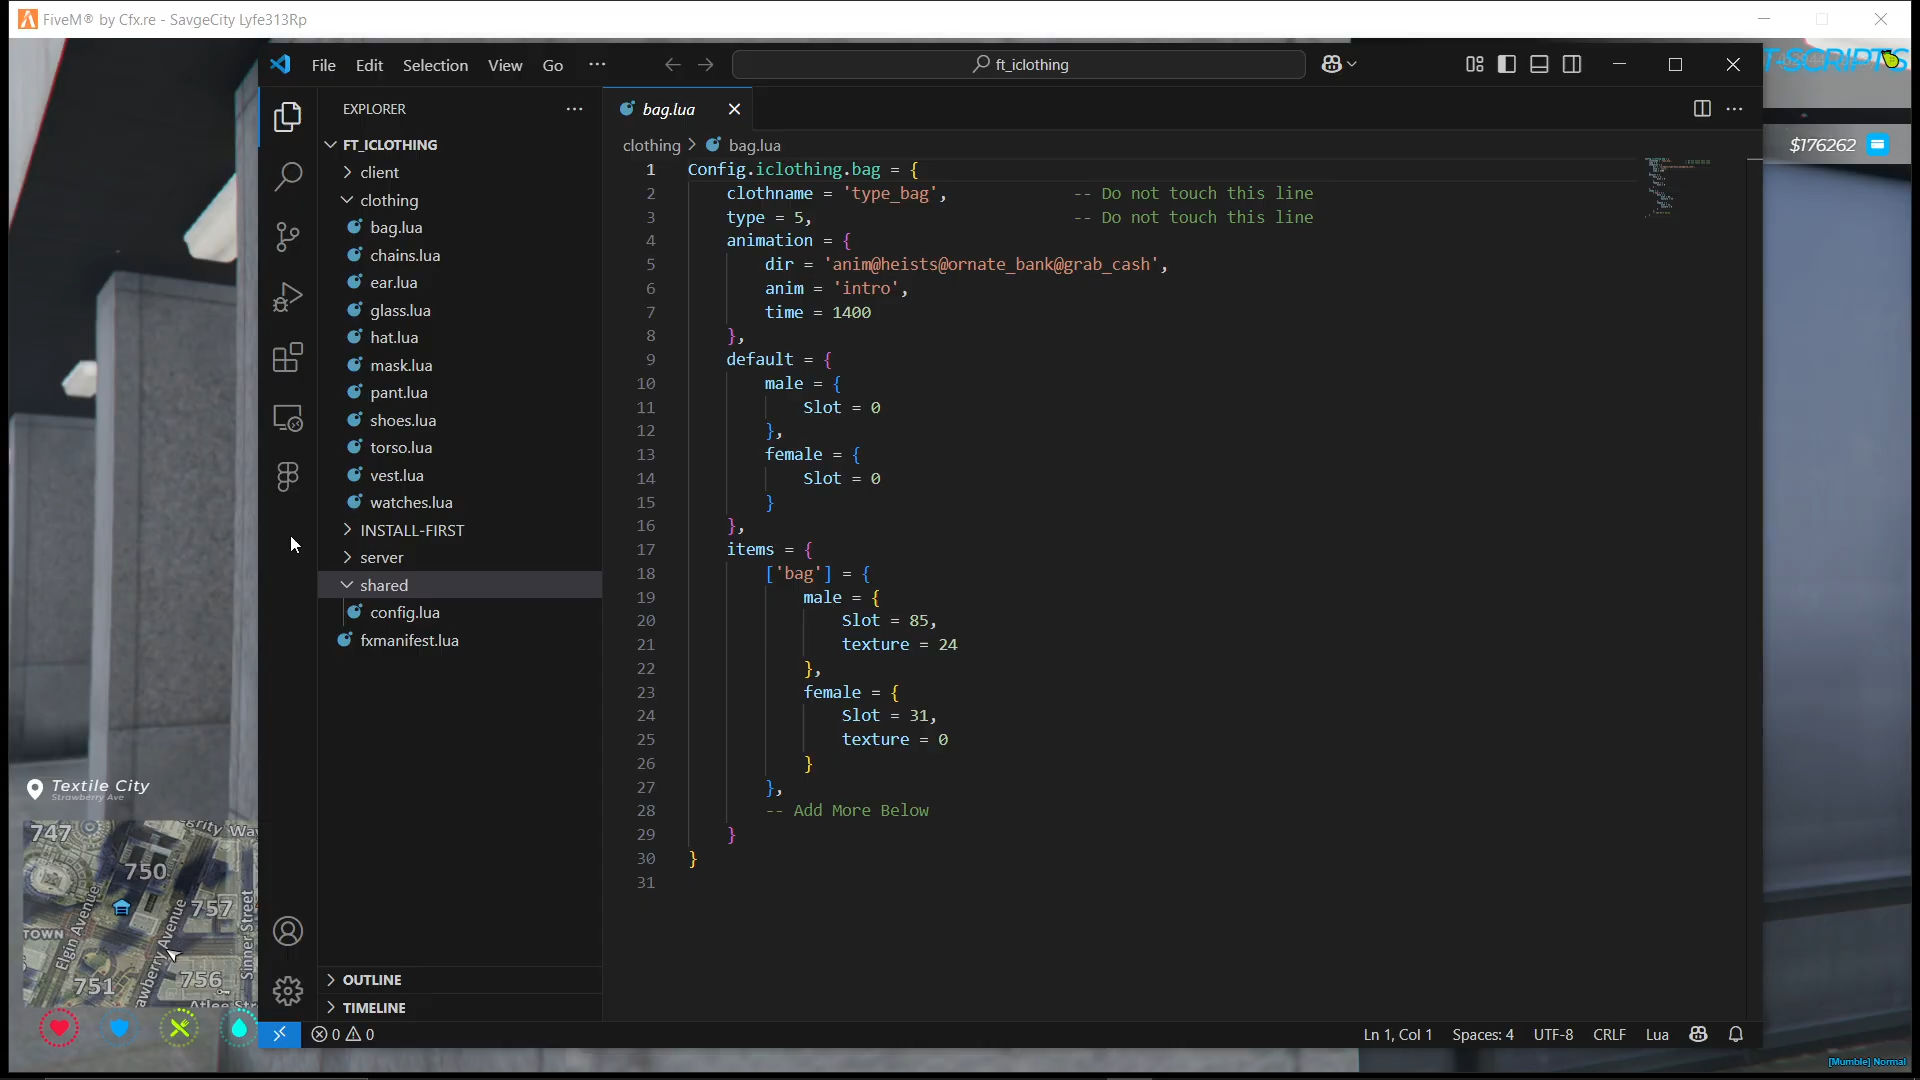 FiveM® by Cfx.re - SavgeCity Lyfe313Rp
File Edit Selection View Go ···
ft_iclothing
T-SCRIPTS
$176262
EXPLORER
FT_ICLOTHING
client
clothing
bag.lua
chains.lua
ear.lua
glass.lua
hat.lua
mask.lua
pant.lua
shoes.lua
torso.lua
vest.lua
watches.lua
INSTALL-FIRST
server
shared
config.lua
fxmanifest.lua
OUTLINE
TIMELINE
bag.lua
clothing > bag.lua
1 Config.iclothing.bag = {
2 clothname = 'type_bag', -- Do not touch this line
3 type = 5, -- Do not touch this line
4 animation = {
5 dir = 'anim@heists@ornate_bank@grab_cash',
6 anim = 'intro',
7 time = 1400
8 },
9 default = {
10 male = {
11 Slot = 0
12 },
13 female = {
14 Slot = 0
15 }
16 },
17 items = {
18 ['bag'] = {
19 male = {
20 Slot = 85,
21 texture = 24
22 },
23 female = {
24 Slot = 31,
25 texture = 0
26 }
27 },
28 -- Add More Below
29 }
30 }
31
Textile City
Strawberry Ave
747
750
757
TOWN
Elgin Avenue
awberry Avenue
Sinner Street
751
756
0 0
Ln 1, Col 1 Spaces: 4 UTF-8 CRLF Lua
[Mumble] Normal